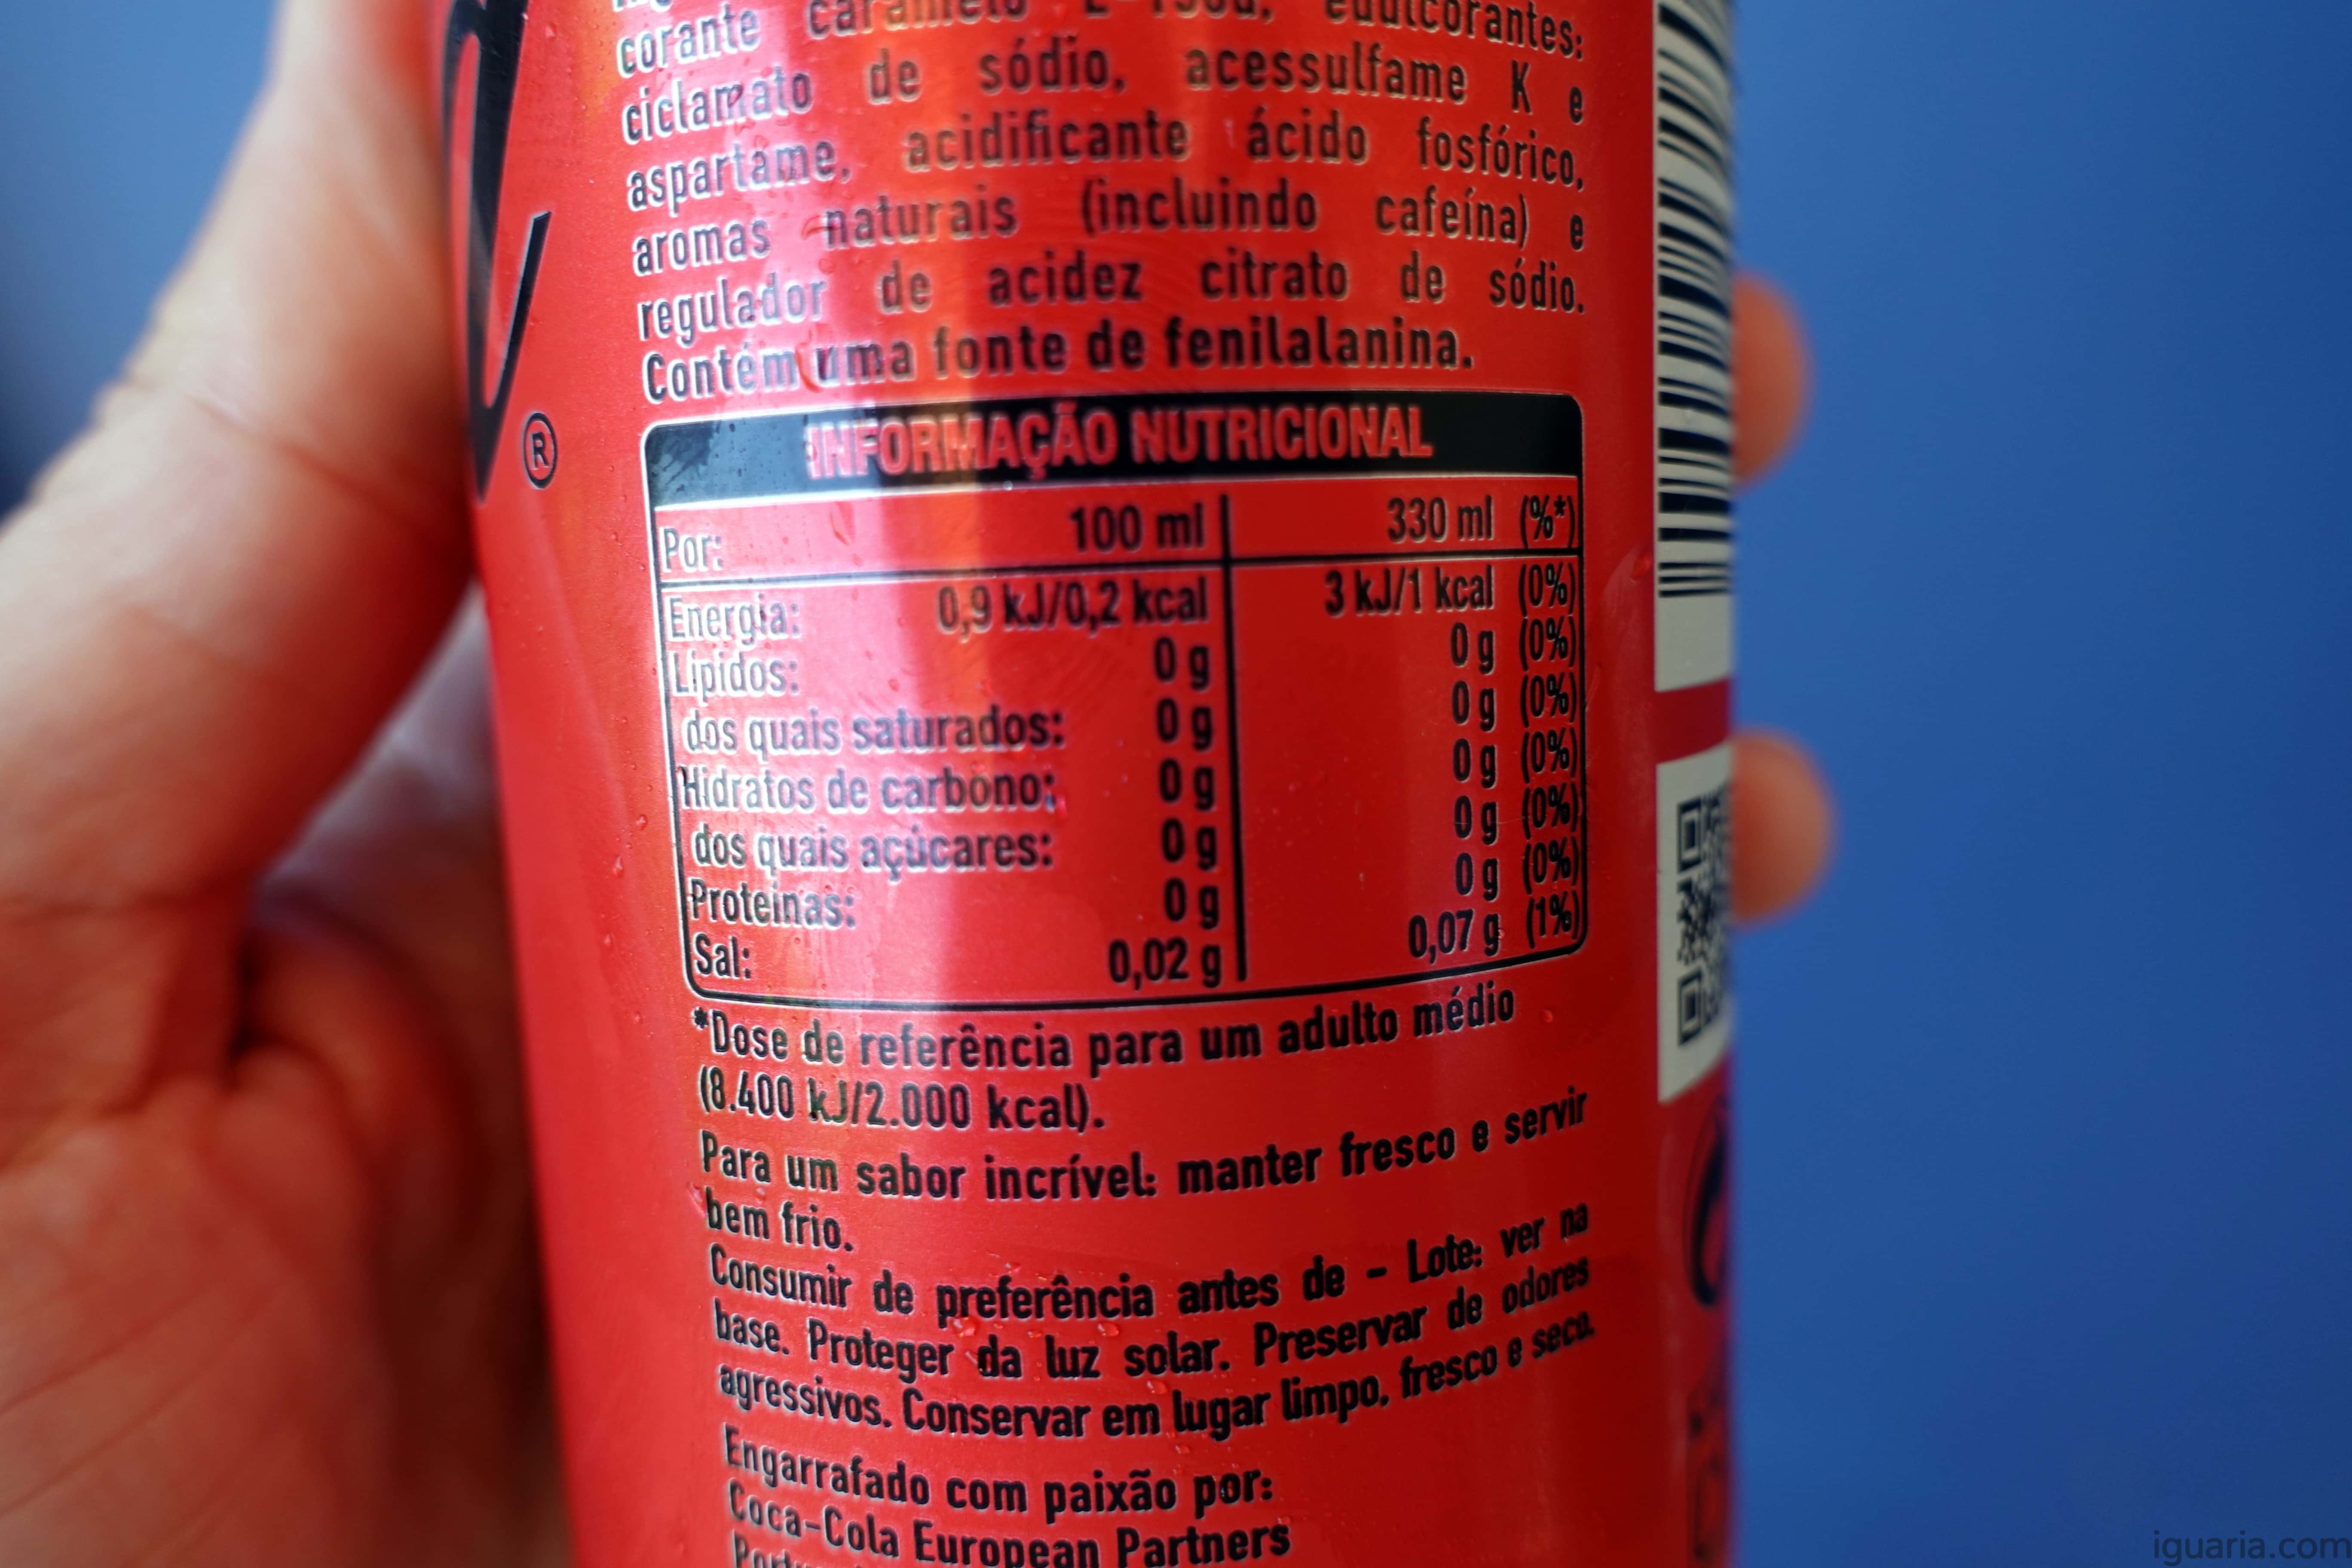 corante caramelo E-150d, edulcorantes:
ciclamato de sódio, acessulfame K e
aspartame, acidificante ácido fosfórico,
aromas naturais (incluindo cafeína) e
regulador de acidez citrato de sódio.
Contém uma fonte de fenilalanina.
®
INFORMAÇÃO NUTRICIONAL
Por: 100 ml 330 ml (%*)
Energia: 0,9 kJ/0,2 kcal 3 kJ/1 kcal (0%)
Lípidos: 0 g 0 g (0%)
dos quais saturados: 0 g 0 g (0%)
Hidratos de carbono: 0 g 0 g (0%)
dos quais açúcares: 0 g 0 g (0%)
Proteínas: 0 g 0 g (0%)
Sal: 0,02 g 0,07 g (1%)
*Dose de referência para um adulto médio
(8.400 kJ/2.000 kcal).
Para um sabor incrível: manter fresco e servir
bem frio.
Consumir de preferência antes de - Lote: ver na
base. Proteger da luz solar. Preservar de odores
agressivos. Conservar em lugar limpo, fresco e seco.
Engarrafado com paixão por:
Coca-Cola European Partners
iguaria.com